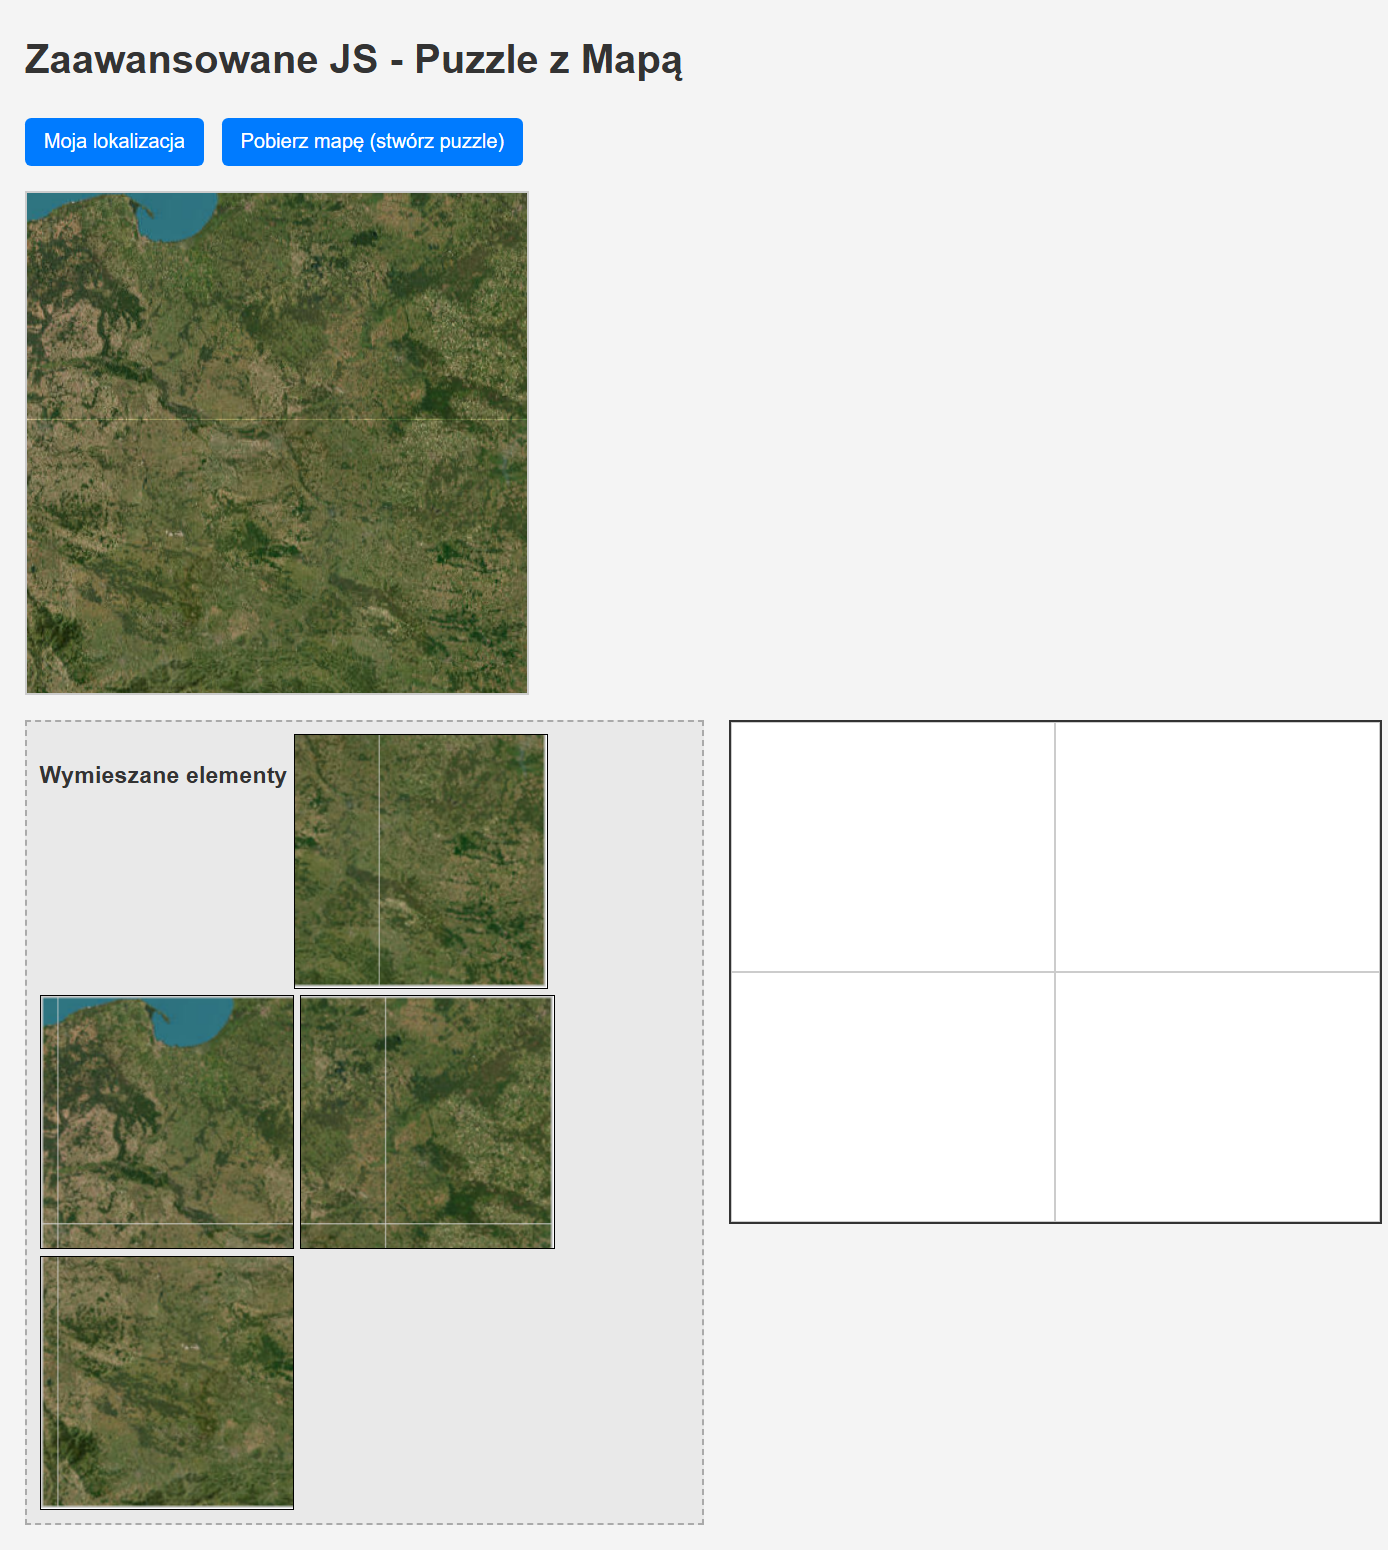 Zaawansowane JS - Puzzle z Mapą
Moja lokalizacja
Pobierz mapę (stwórz puzzle)
Wymieszane elementy